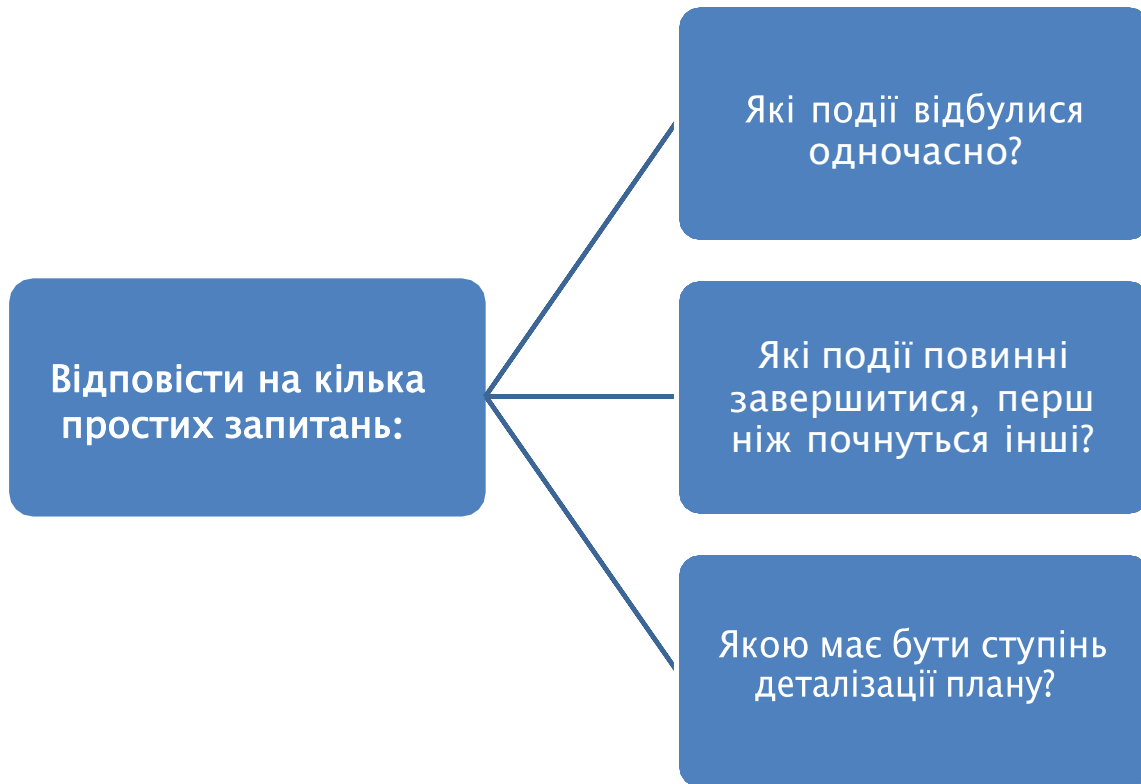 Відповісти на кілька
простих запитань:
Які події відбулися
одночасно?
Які події повинні
завершитися, перш
ніж почнуться інші?
Якою має бути ступінь
деталізації плану?